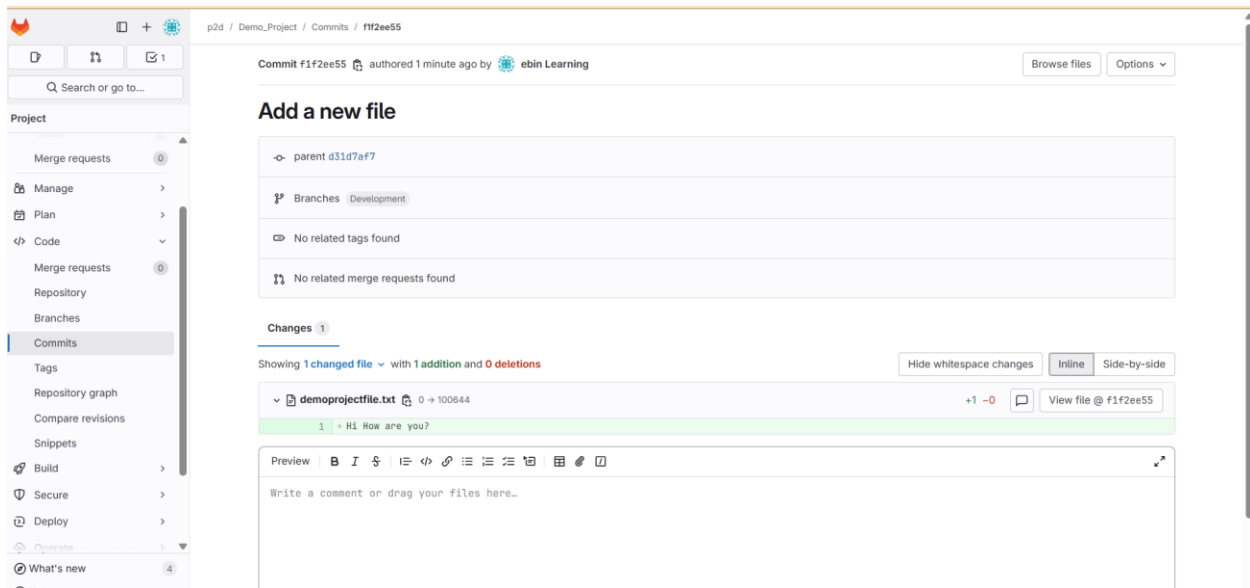 p2d / Demo_Project / Commits / f1f2ee55
1
Search or go to...
Project
Merge requests 0
Manage
Plan
Code
Merge requests 0
Repository
Branches
Commits
Tags
Repository graph
Compare revisions
Snippets
Build
Secure
Deploy
Operate
What's new 4
Commit f1f2ee55 authored 1 minute ago by ebin Learning
Browse files Options
Add a new file
parent d31d7af7
Branches Development
No related tags found
No related merge requests found
Changes 1
Showing 1 changed file with 1 addition and 0 deletions
Hide whitespace changes Inline Side-by-side
demoprojectfile.txt 0 → 100644 +1 −0 View file @ f1f2ee55
1 + Hi How are you?
Preview B I S
Write a comment or drag your files here…